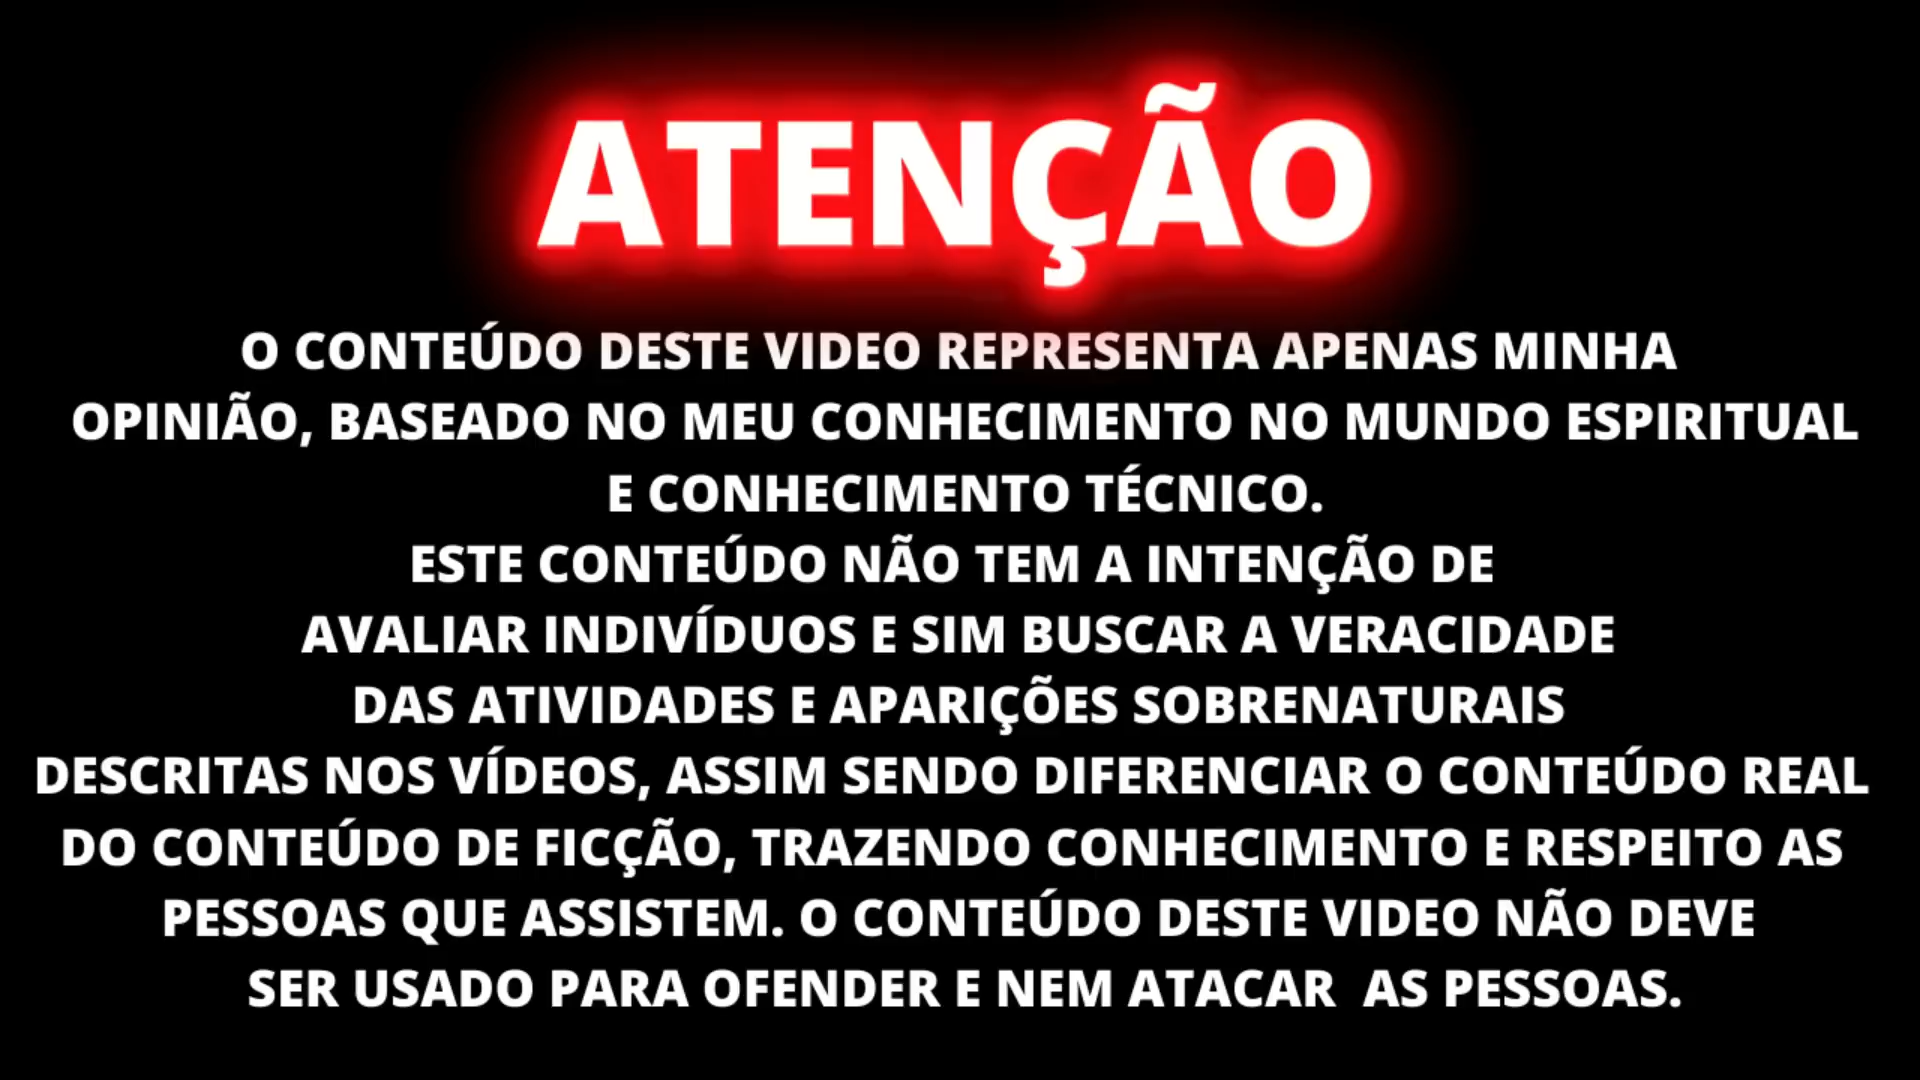 ATENÇÃO
O CONTEÚDO DESTE VIDEO REPRESENTA APENAS MINHA
OPINIÃO, BASEADO NO MEU CONHECIMENTO NO MUNDO ESPIRITUAL
E CONHECIMENTO TÉCNICO.
ESTE CONTEÚDO NÃO TEM A INTENÇÃO DE
AVALIAR INDIVÍDUOS E SIM BUSCAR A VERACIDADE
DAS ATIVIDADES E APARIÇÕES SOBRENATURAIS
DESCRITAS NOS VÍDEOS, ASSIM SENDO DIFERENCIAR O CONTEÚDO REAL
DO CONTEÚDO DE FICÇÃO, TRAZENDO CONHECIMENTO E RESPEITO AS
PESSOAS QUE ASSISTEM. O CONTEÚDO DESTE VIDEO NÃO DEVE
SER USADO PARA OFENDER E NEM ATACAR  AS PESSOAS.